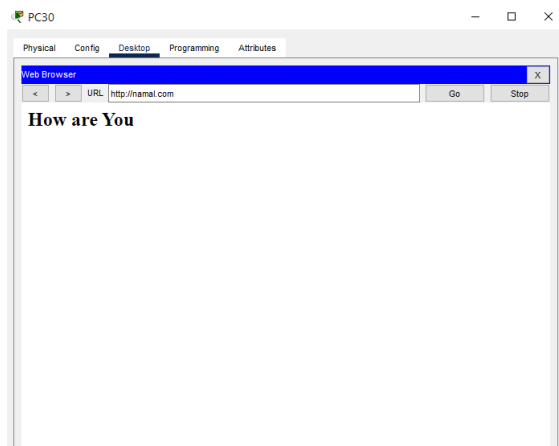 PC30
Physical Config Desktop Programming Attributes
Web Browser X
< > URL http://namal.com Go Stop
How are You